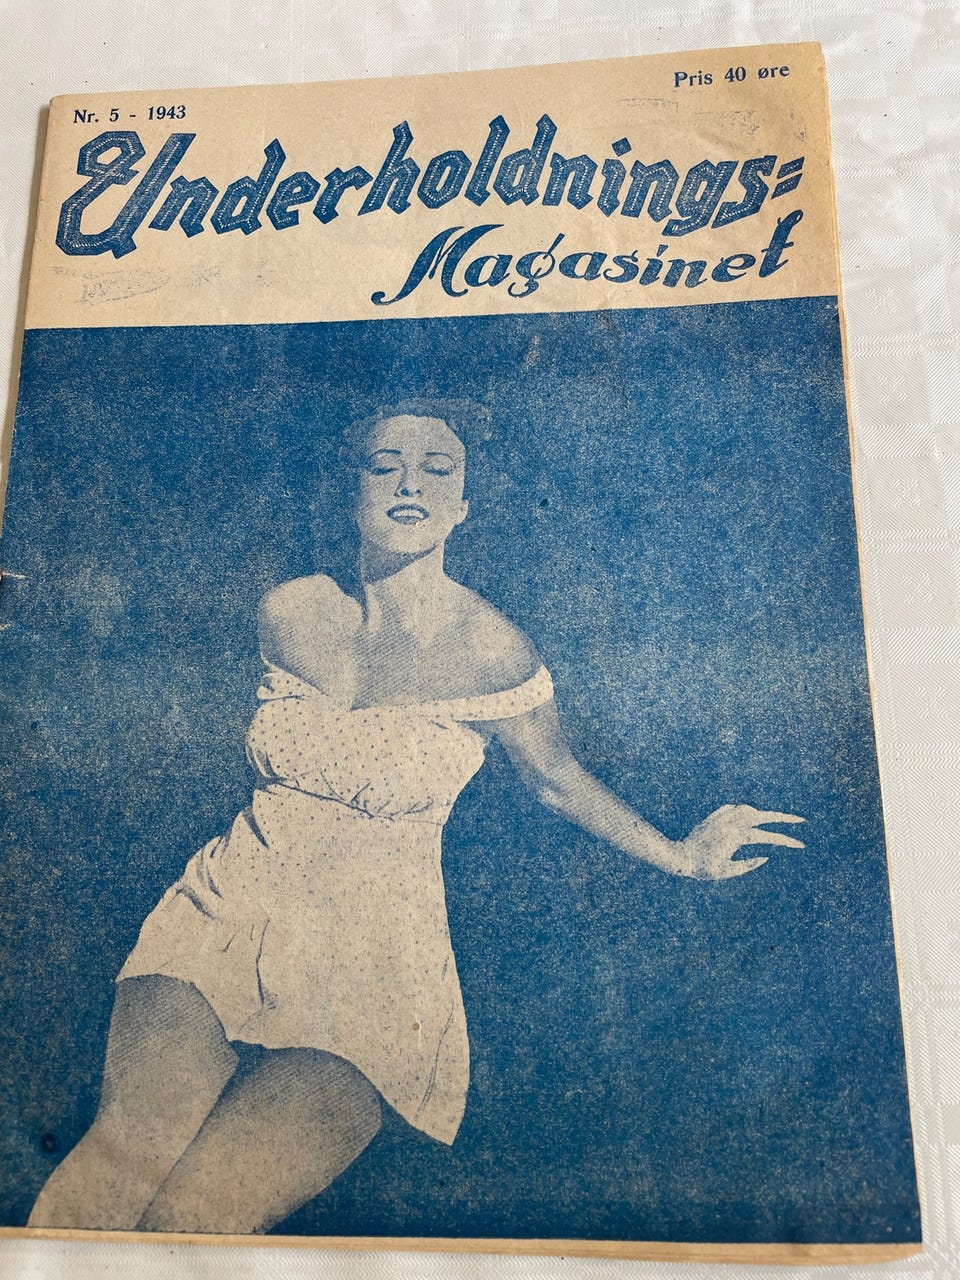 Nr. 5 - 1943
Pris 40 øre
Underholdnings=
Magasinet